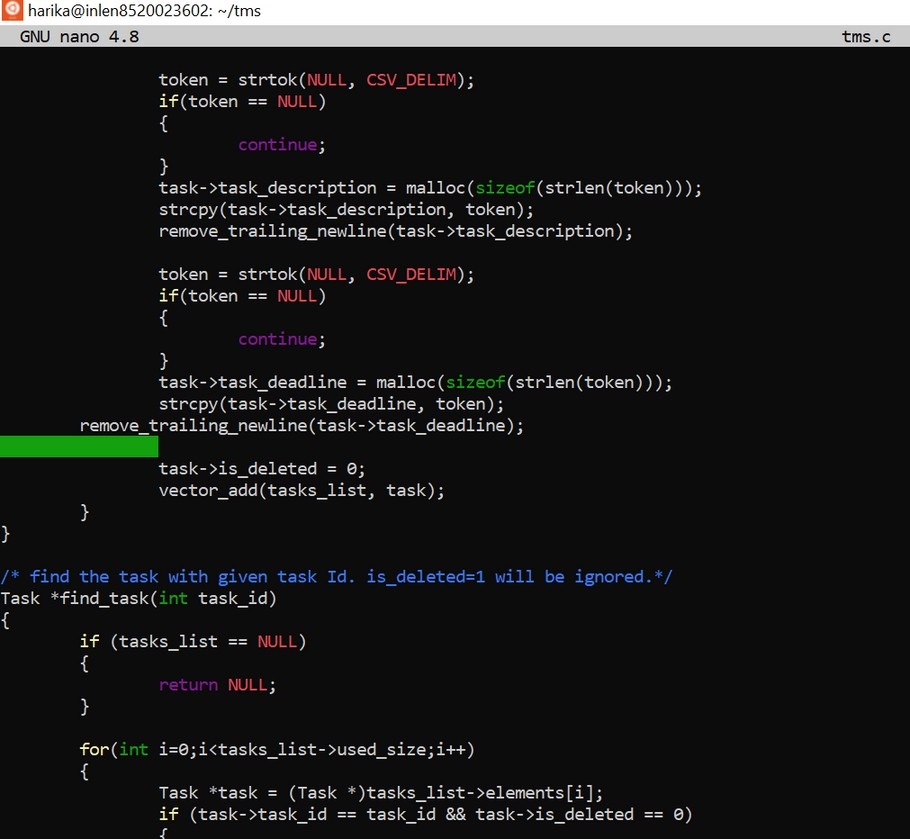 harika@inlen8520023602: ~/tms
GNU nano 4.8 tms.c
token = strtok(NULL, CSV_DELIM);
if(token == NULL)
{
continue;
}
task->task_description = malloc(sizeof(strlen(token)));
strcpy(task->task_description, token);
remove_trailing_newline(task->task_description);
token = strtok(NULL, CSV_DELIM);
if(token == NULL)
{
continue;
}
task->task_deadline = malloc(sizeof(strlen(token)));
strcpy(task->task_deadline, token);
remove_trailing_newline(task->task_deadline);
task->is_deleted = 0;
vector_add(tasks_list, task);
}
}
/* find the task with given task Id. is_deleted=1 will be ignored.*/
Task *find_task(int task_id)
{
if (tasks_list == NULL)
{
return NULL;
}
for(int i=0;i<tasks_list->used_size;i++)
{
Task *task = (Task *)tasks_list->elements[i];
if (task->task_id == task_id && task->is_deleted == 0)
{